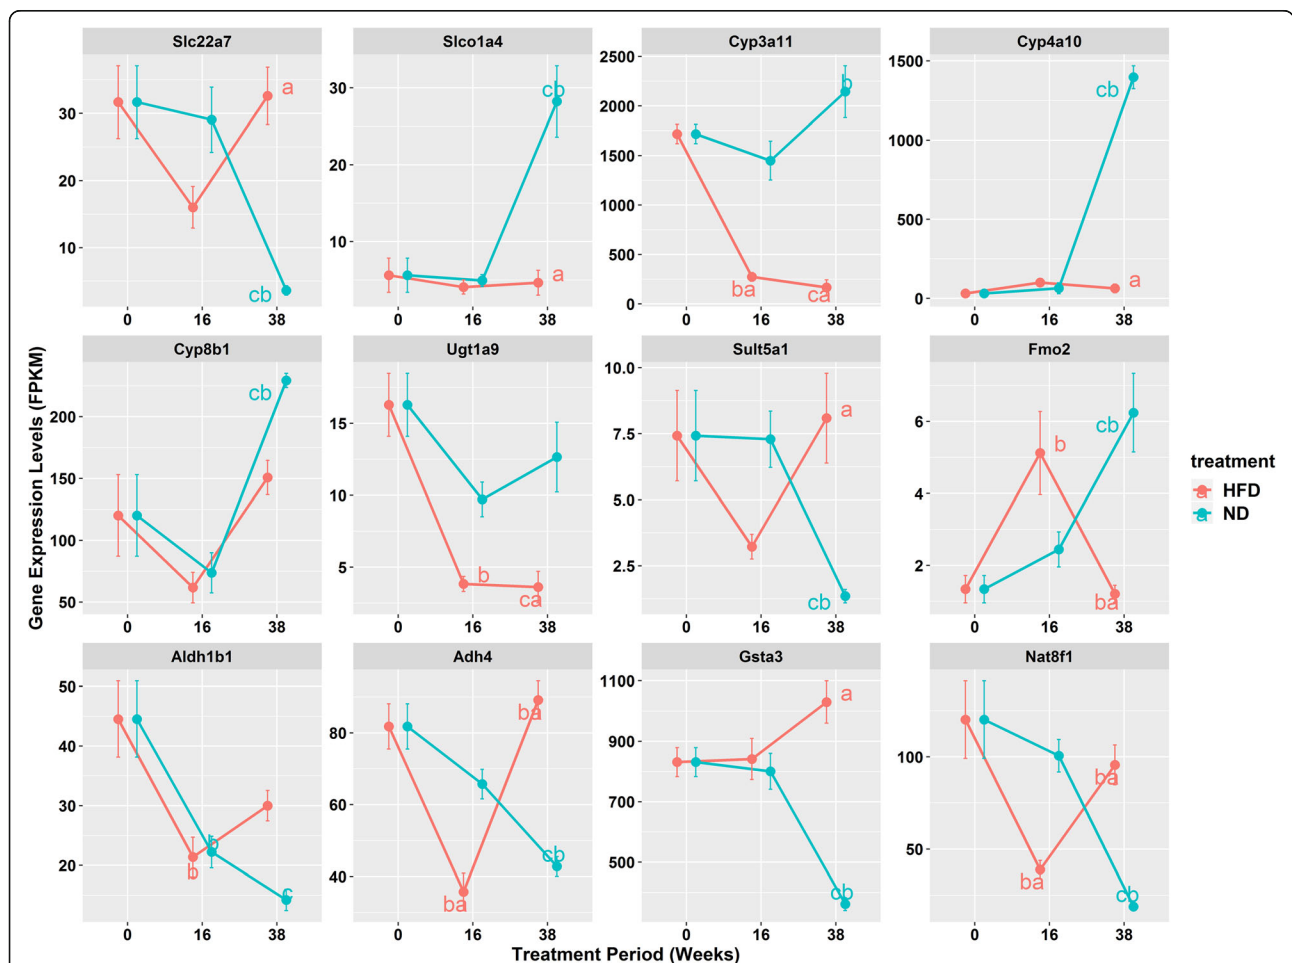 Slc22a7 Slco1a4 Cyp3a11 Cyp4a10
30 20 10
a cb
0 16 38
30 20 10
cb a
0 16 38
2500 2000 1500 1000 500 0
b ba ca
0 16 38
1500 1000 500 0
cb a
0 16 38
Gene Expression Levels (FPKM)
Cyp8b1 Ugt1a9 Sult5a1 Fmo2
200 150 100 50
cb
0 16 38
15 10 5
b ca
0 16 38
10.0 7.5 5.0 2.5
a cb
0 16 38
6 4 2
cb b ba
0 16 38
treatment
a HFD
a ND
Aldh1b1 Adh4 Gsta3 Nat8f1
50 40 30 20
b b c
0 16 38
80 60 40
ba cb ba
0 16 38
1100 900 700 500
a cb
0 16 38
100 50
ba ba cb
0 16 38
Treatment Period (Weeks)